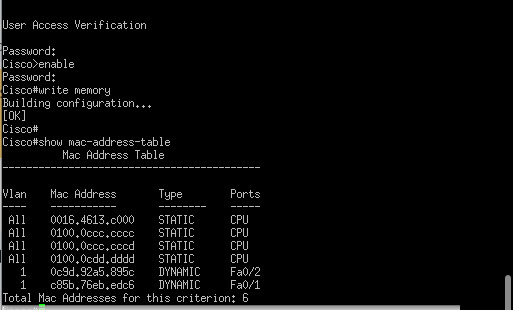 User Access Verification
Password:
Cisco>enable
Password:
Cisco#write memory
Building configuration...
[OK]
Cisco#
Cisco#show mac-address-table
Mac Address Table
-------------------------------------------
Vlan    Mac Address       Type        Ports
----    -----------       --------    -----
All    0016.4613.c000    STATIC      CPU
All    0100.0ccc.cccc    STATIC      CPU
All    0100.0ccc.cccd    STATIC      CPU
All    0100.0cdd.dddd    STATIC      CPU
1    0c9d.92a5.895c    DYNAMIC     Fa0/2
1    c85b.76eb.edc6    DYNAMIC     Fa0/1
Total Mac Addresses for this criterion: 6